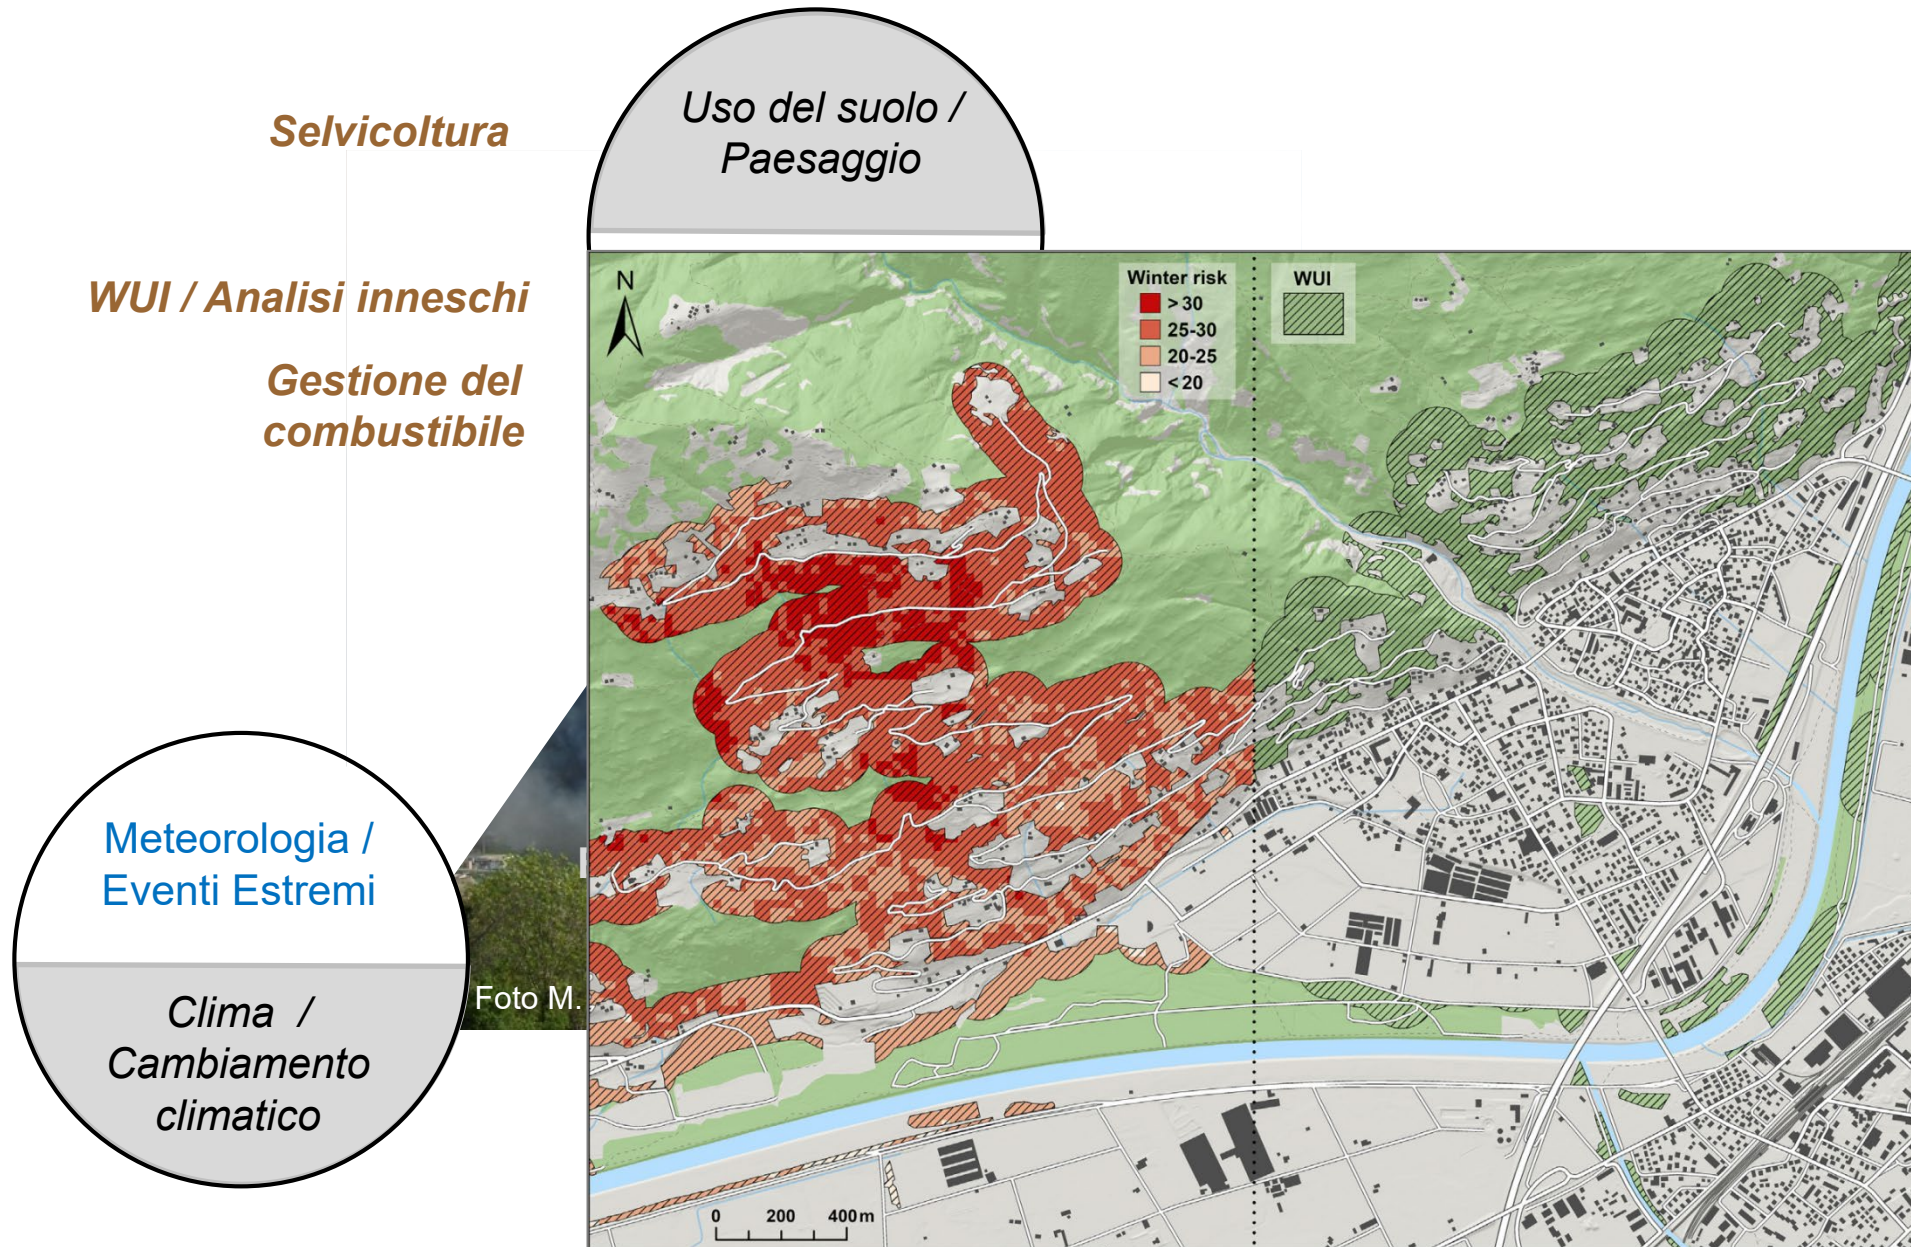 Uso del suolo /
Paesaggio
Selvicoltura
WUI / Analisi inneschi
Gestione del
combustibile
N
Winter risk
> 30
25-30
20-25
< 20
WUI
Meteorologia /
Eventi Estremi
Clima /
Cambiamento
climatico
Foto M.
0 200 400 m